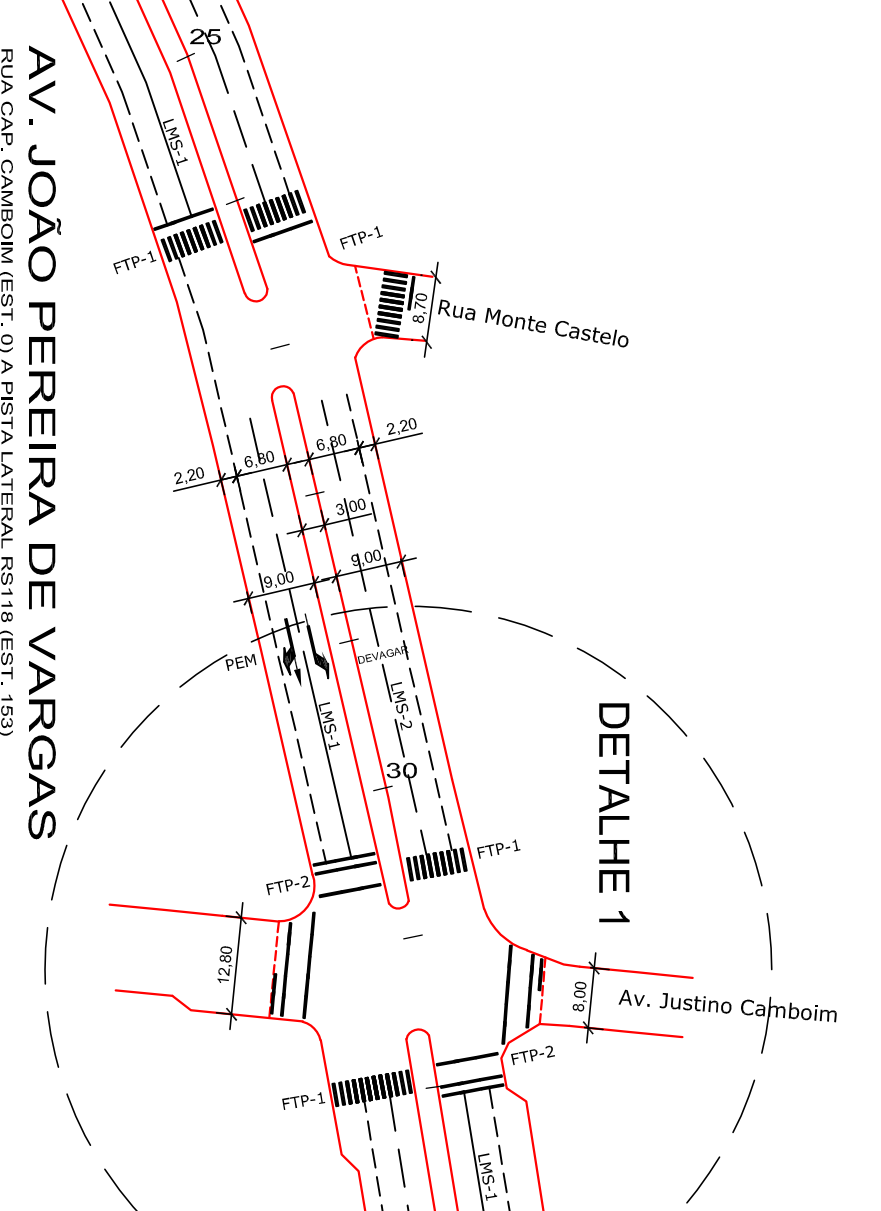 AV. JOÃO PEREIRA DE VARGAS
RUA CAP. CAMBOIM (EST. 0) A PISTA LATERAL RS118 (EST. 153)
25
LMS-1
FTP-1
FTP-1
8,70
Rua Monte Castelo
2,20
6,80
6,80
2,20
3,00
9,00
9,00
PEM
DEVAGAR
LMS-1
LMS-2
DETALHE 1
30
FTP-2
FTP-1
12,80
8,00
Av. Justino Camboim
FTP-2
FTP-1
LMS-1